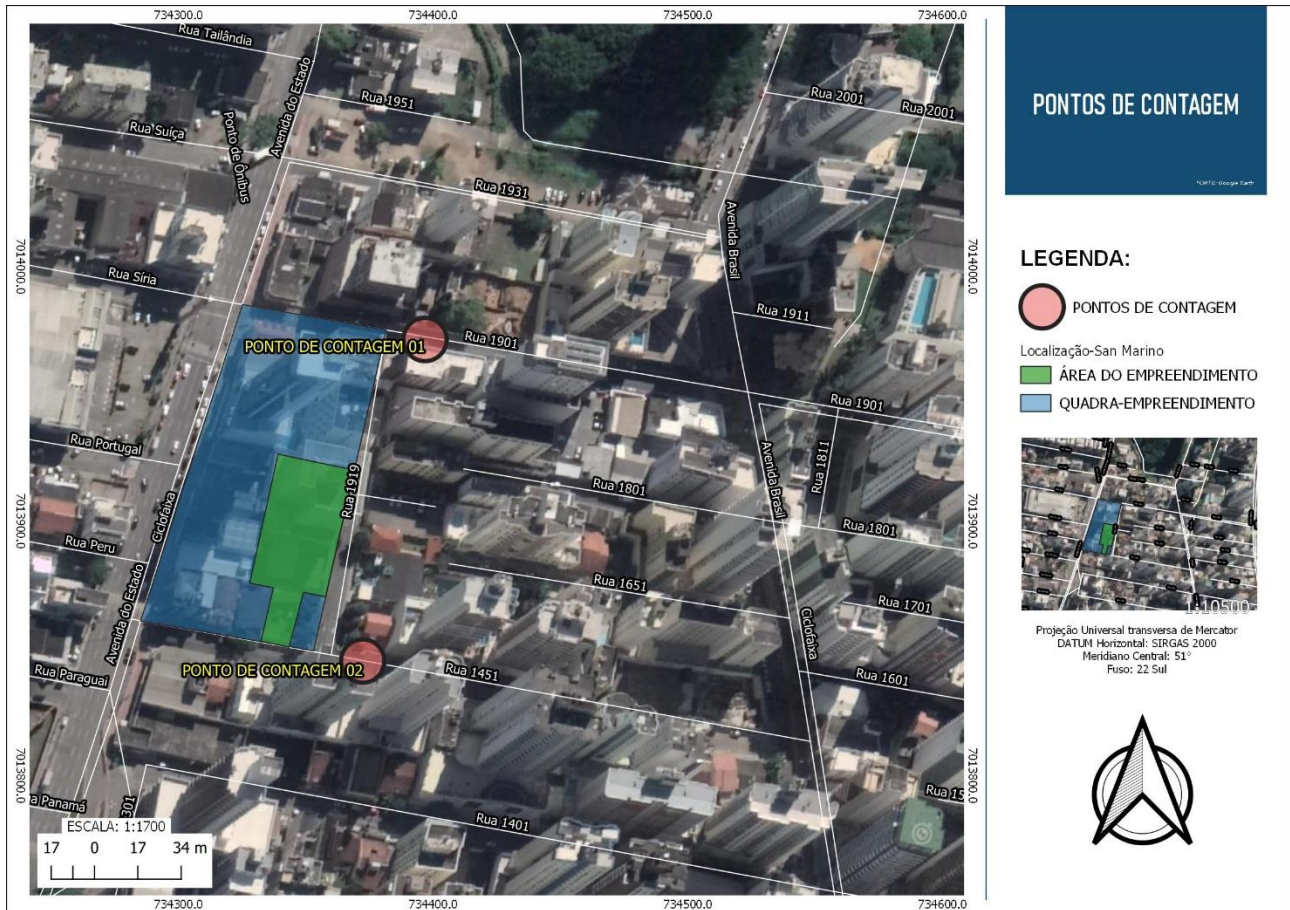 734300.0
734400.0
734500.0
734600.0
Rua Tailândia
Avenida do Estado
Rua 1951
Rua 2001
Rua 2001
Rua Suíça
Ponto de Ônibus
Rua 1931
Avenida Brasil
7014000.0
7014000.0
Rua Síria
Rua 1911
PONTO DE CONTAGEM 01
Rua 1901
Rua 1901
Rua Portugal
Rua 1919
Rua 1801
Avenida Brasil
Rua 1811
Ciclofaixa
7013900.0
7013900.0
Rua 1801
Rua Peru
Rua 1651
Rua 1701
Avenida do Estado
Ciclofaixa
Rua Paraguai
PONTO DE CONTAGEM 02
Rua 1451
Rua 1601
7013800.0
7013800.0
Panamá
301
Rua 1401
ESCALA: 1:1700
17 0 17 34 m
734300.0
734400.0
734500.0
734600.0
PONTOS DE CONTAGEM
FONTE: Google Earth
LEGENDA:
PONTOS DE CONTAGEM
Localização-San Marino
ÁREA DO EMPREENDIMENTO
QUADRA-EMPREENDIMENTO
1:10500
Projeção Universal transversa de Mercator
DATUM Horizontal: SIRGAS 2000
Meridiano Central: 51°
Fuso: 22 Sul